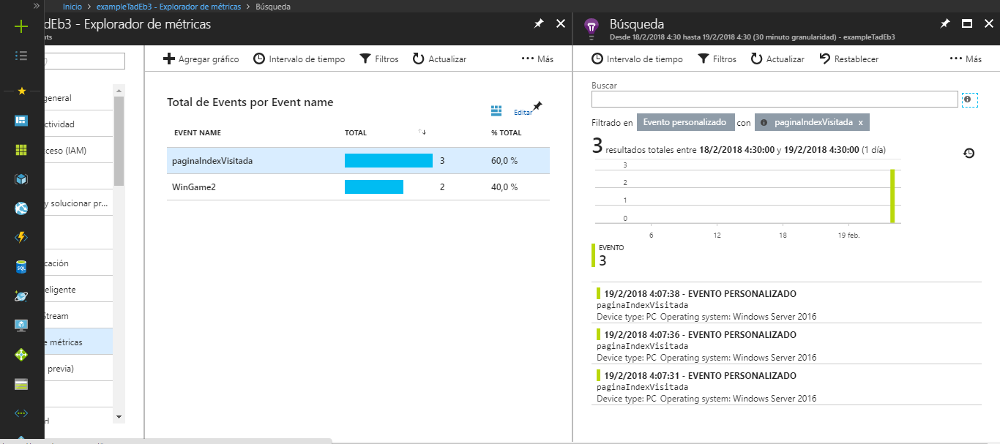 » Inicio > exampleTadEb3 - Explorador de métricas > Búsqueda
dEb3 - Explorador de métricas
nts
Agregar gráfico Intervalo de tiempo Filtros Actualizar ··· Más
general
ctividad
ceso (IAM)
y solucionar pr...
cación
eligente
Stream
e métricas
previa)
d
Total de Events por Event name
Editar
EVENT NAME TOTAL ↑↓ % TOTAL
paginaIndexVisitada 3 60,0 %
WinGame2 2 40,0 %
Búsqueda
Desde 18/2/2018 4:30 hasta 19/2/2018 4:30 (30 minuto granularidad) - exampleTadEb3
Intervalo de tiempo Filtros Actualizar Restablecer ··· Más
Buscar
Filtrado en Evento personalizado con paginaIndexVisitada x
3 resultados totales entre 18/2/2018 4:30:00 y 19/2/2018 4:30:00 (1 día)
3
2
1
0
6 12 18 19 feb.
EVENTO
3
19/2/2018 4:07:38 - EVENTO PERSONALIZADO
paginaIndexVisitada
Device type: PC Operating system: Windows Server 2016
19/2/2018 4:07:36 - EVENTO PERSONALIZADO
paginaIndexVisitada
Device type: PC Operating system: Windows Server 2016
19/2/2018 4:07:31 - EVENTO PERSONALIZADO
paginaIndexVisitada
Device type: PC Operating system: Windows Server 2016
SQL